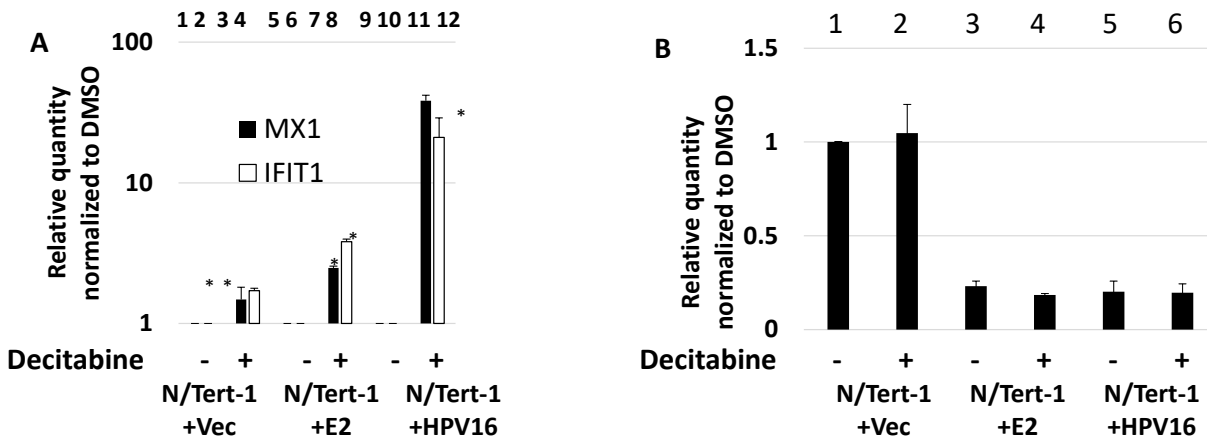 A
1 2 3 4 5 6 7 8 9 10 11 12
Relative quantity
normalized to DMSO
100
10
1
MX1
IFIT1
* * * * *
Decitabine - + - + - +
N/Tert-1 N/Tert-1 N/Tert-1
+Vec +E2 +HPV16
B
1 2 3 4 5 6
Relative quantity
normalized to DMSO
1.5
1
0.5
0
Decitabine - + - + - +
N/Tert-1 N/Tert-1 N/Tert-1
+Vec +E2 +HPV16